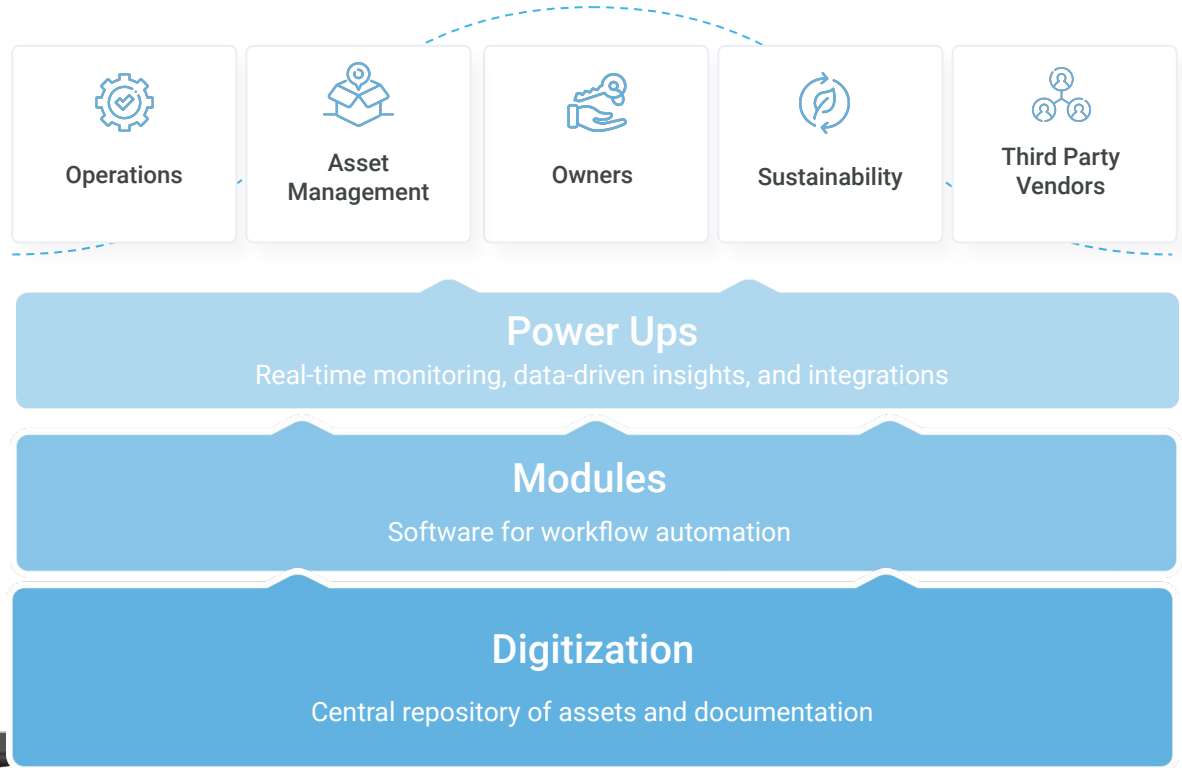 Operations
Asset
Management
Owners
Sustainability
Third Party
Vendors
Power Ups
Real-time monitoring, data-driven insights, and integrations
Modules
Software for workflow automation
Digitization
Central repository of assets and documentation